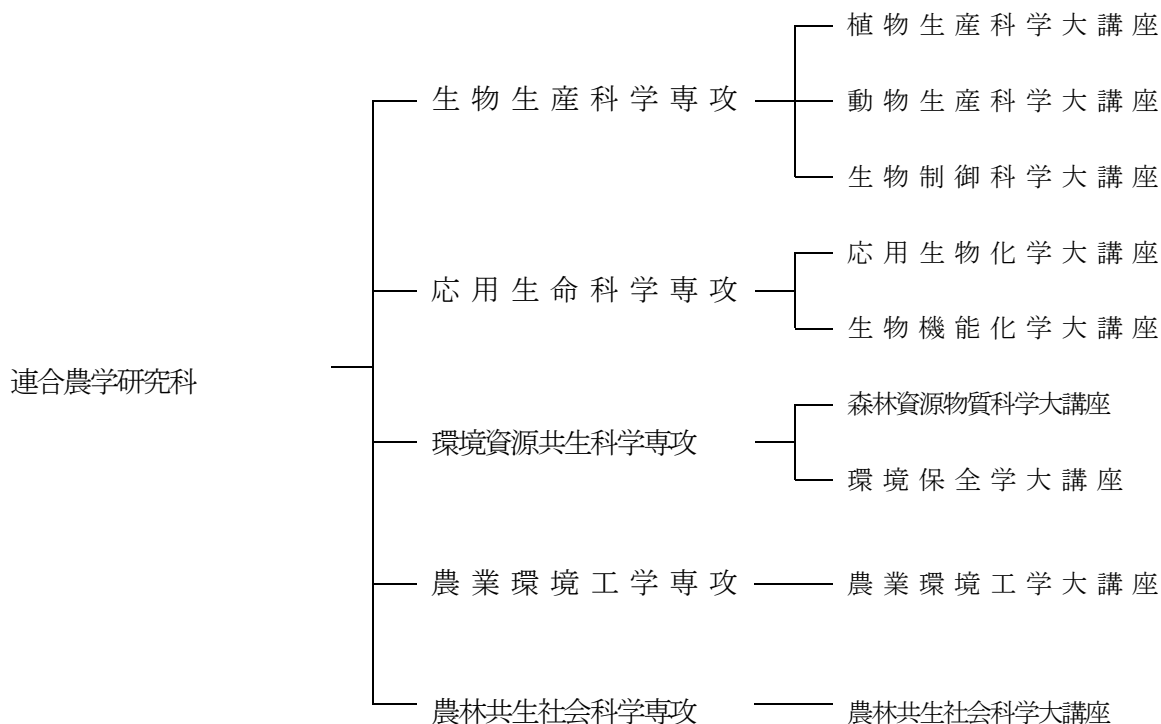 植物生産科学大講座
生物生産科学専攻
動物生産科学大講座
生物制御科学大講座
応用生物化学大講座
応用生命科学専攻
生物機能化学大講座
連合農学研究科
森林資源物質科学大講座
環境資源共生科学専攻
環境保全学大講座
農業環境工学専攻
農業環境工学大講座
農林共生社会科学専攻
農林共生社会科学大講座